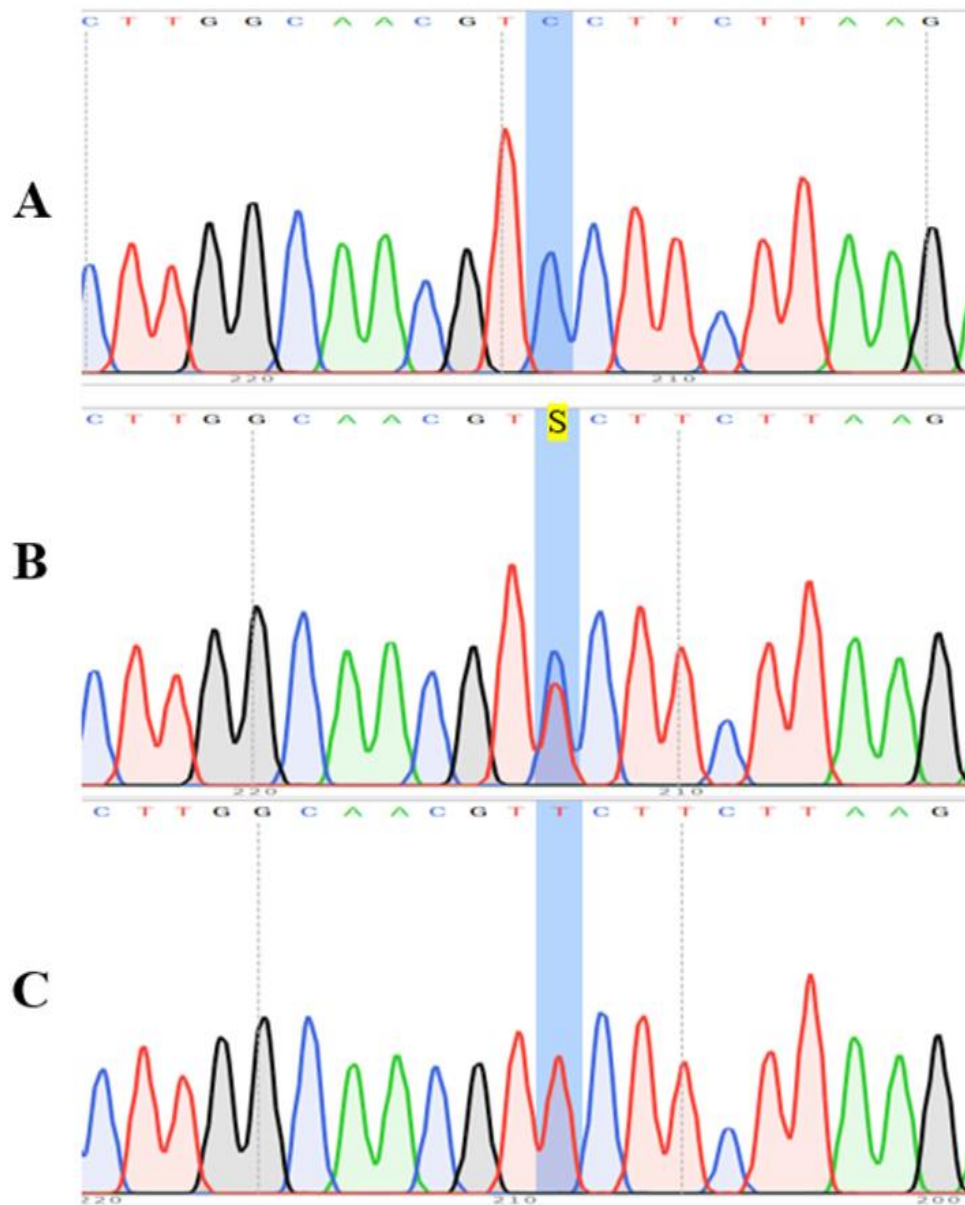 C T T G G C A A C G T C C T T C T T A A G
A
220 210
C T T G G C A A C G T S C T T C T T A A G
B
220 210
C T T G G C A A C G T T C T T C T T A A G
C
220 210 200